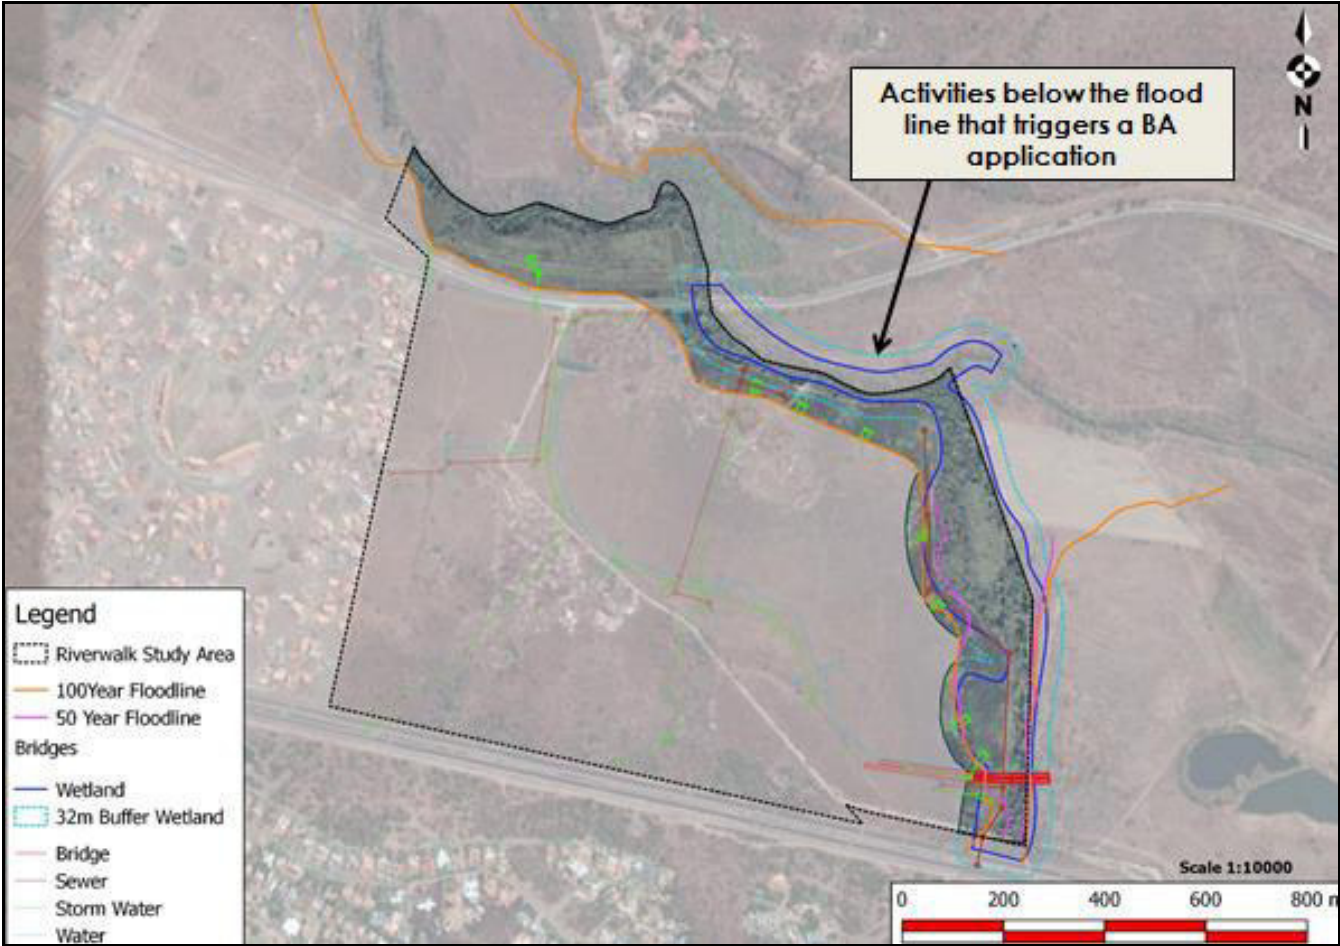 Activities below the flood
line that triggers a BA
application
N
Legend
Riverwalk Study Area
100Year Floodline
50 Year Floodline
Bridges
Wetland
32m Buffer Wetland
Bridge
Sewer
Storm Water
Water
Scale 1:10000
0 200 400 600 800 m